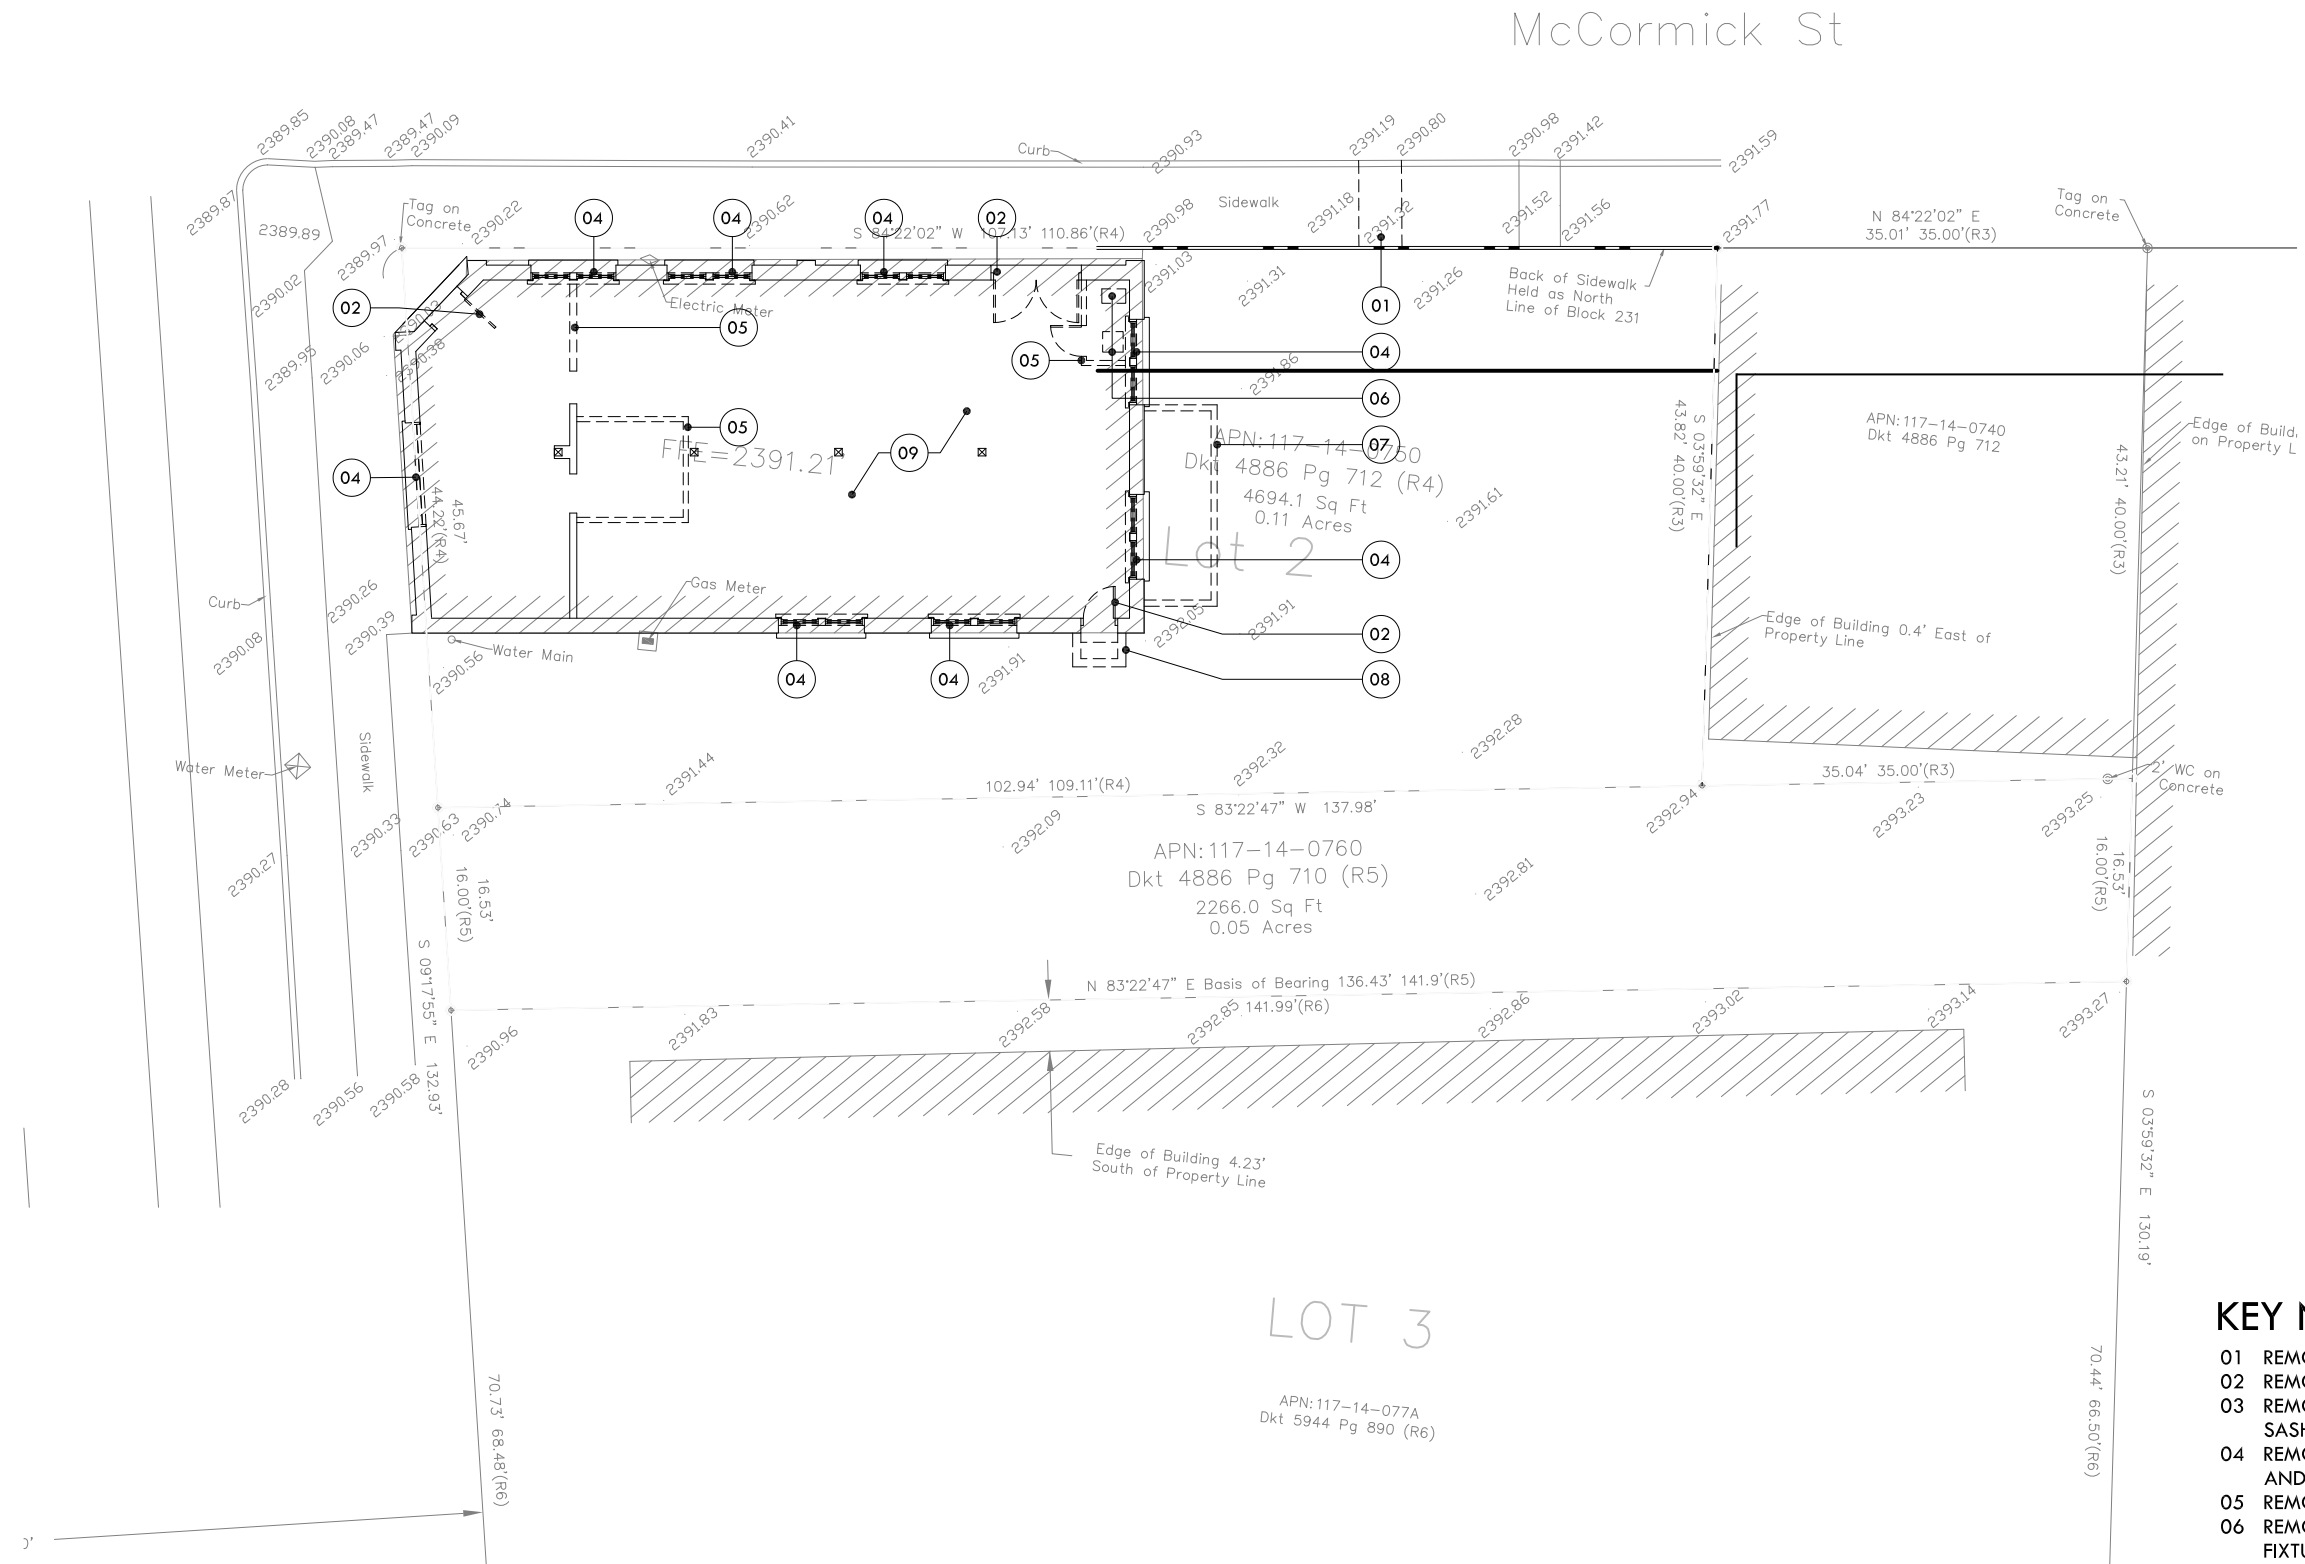 McCormick St
2389.85
2390.08
2389.47
2389.47
2390.09
2390.41
Curb
2390.93
2391.19
2390.80
2390.98
2391.42
2391.59
2389.87
2389.89
Tag on
Concrete
2390.22
04
04
2390.62
04
02
S 84°22'02" W 107.13' 110.86'(R4)
2390.98
Sidewalk
2391.18
2391.32
2391.52
2391.56
2391.77
N 84°22'02" E
35.01' 35.00'(R3)
Tag on
Concrete
2389.97
2390.02
2391.03
2391.31
2391.26
Back of Sidewalk
Held as North
Line of Block 231
02
Electric Meter
05
01
2389.95
2390.06
05
04
2391.86
06
43.82' 40.00'(R3)
S 03°59'32" E
APN:117-14-0740
Dkt 4886 Pg 712
Edge of Build.
on Property L
43.21' 40.00'(R3)
05
FFE=2391.21'
09
07
APN:117-14-0750
Dkt 4886 Pg 712 (R4)
4694.1 Sq Ft
0.11 Acres
2391.61
04
45.67'
44.22'(R4)
Lot 2
04
Curb
Gas Meter
2390.26
2390.39
2390.08
2392.05
2391.91
02
Edge of Building 0.4' East of
Property Line
Water Main
2390.56
04
04
2391.91
08
Sidewalk
Water Meter
2391.44
2392.32
2392.28
102.94' 109.11'(R4)
S 83°22'47" W 137.98'
35.04' 35.00'(R3)
2' WC on
Concrete
2390.33
2390.63
2390.74
2392.09
2392.94
2393.23
2393.25
2390.27
16.53'
16.00'(R5)
APN:117-14-0760
Dkt 4886 Pg 710 (R5)
2266.0 Sq Ft
0.05 Acres
2392.81
16.53'
16.00'(R5)
S 09°17'55" E 132.93'
N 83°22'47" E Basis of Bearing 136.43' 141.9'(R5)
141.99'(R6)
2390.96
2391.83
2392.58
2392.85
2392.86
2393.02
2393.14
2393.27
2390.28
2390.56
2390.58
Edge of Building 4.23'
South of Property Line
S 03°59'32" E 130.19'
LOT 3
APN:117-14-077A
Dkt 5944 Pg 890 (R6)
70.73' 68.48'(R6)
70.44' 66.50'(R6)
KEY N
01 REMO
02 REMO
03 REMO
SASH
04 REMO
AND
05 REMO
06 REMO
FIXTU